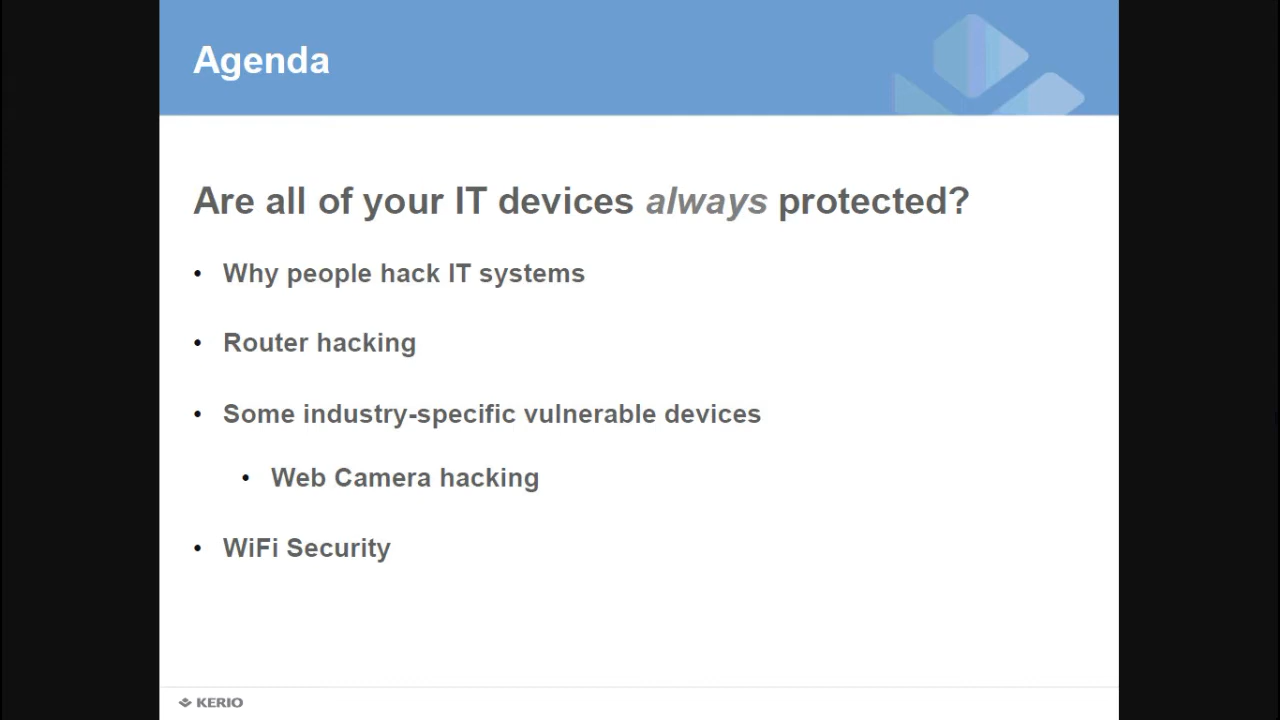 Agenda
Are all of your IT devices always protected?
• Why people hack IT systems
• Router hacking
• Some industry-specific vulnerable devices
• Web Camera hacking
• WiFi Security
KERIO